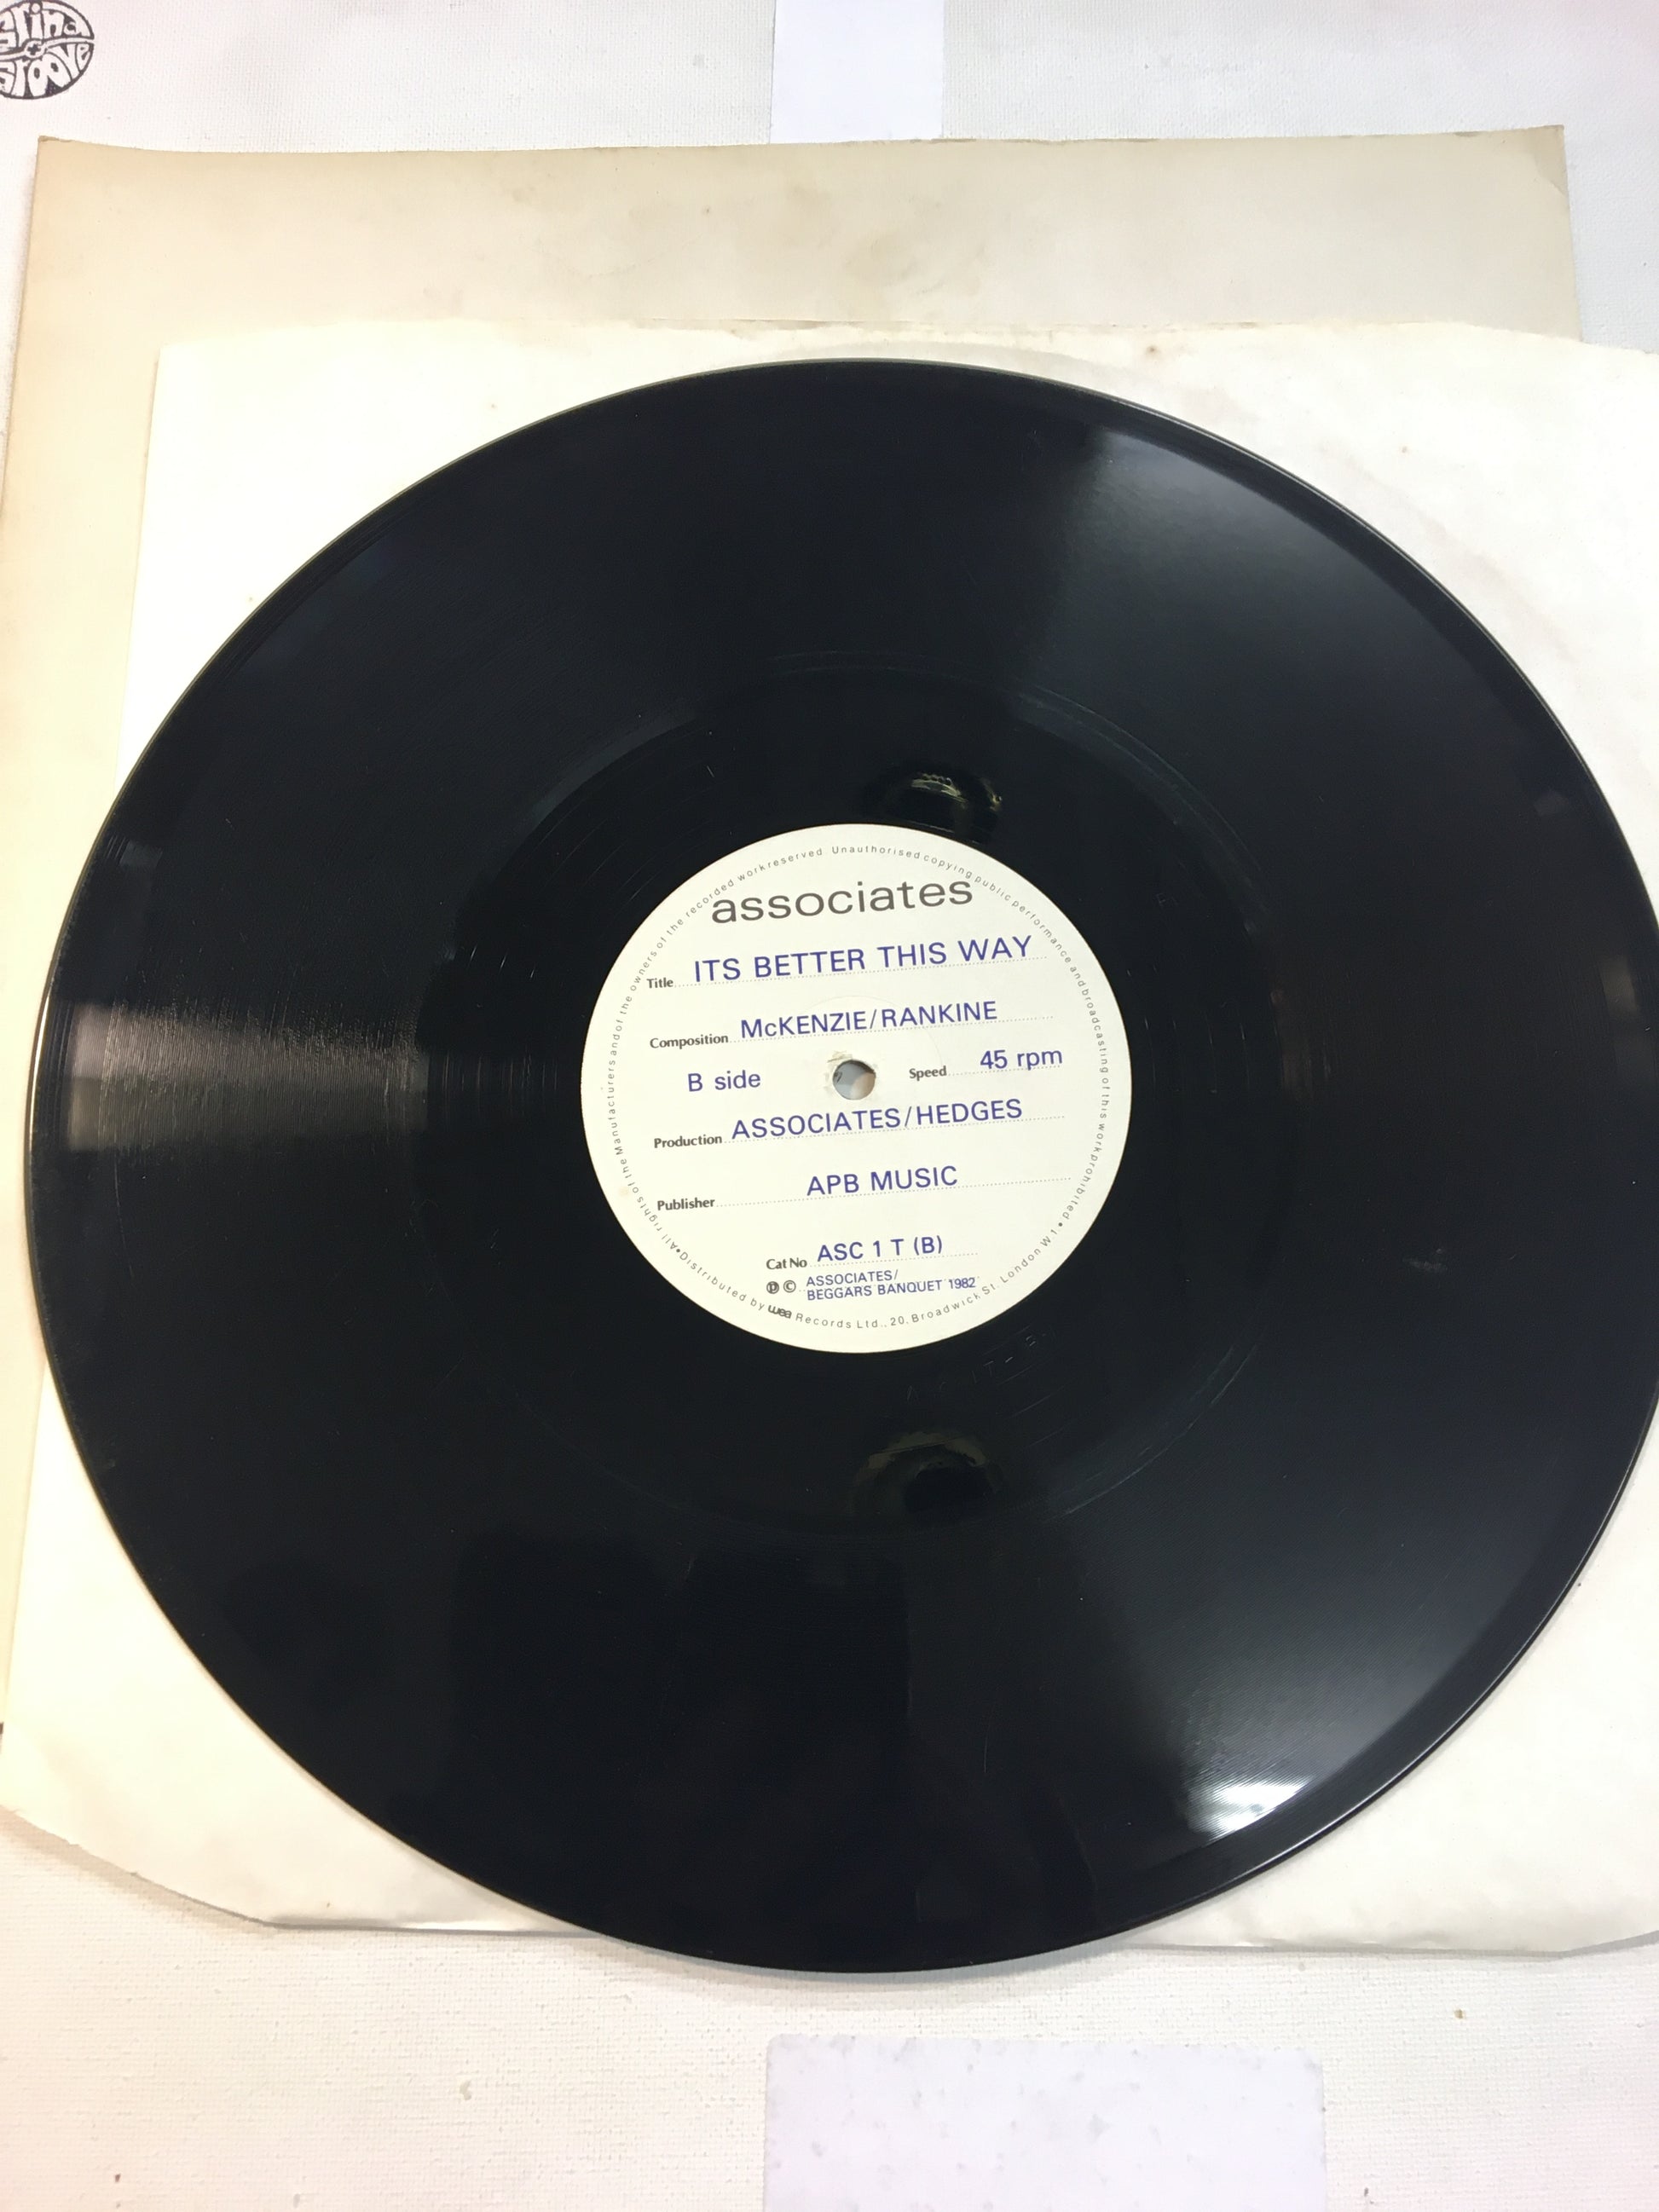 Grind
Groove
associates
Title ITS BETTER THIS WAY
Composition McKENZIE/RANKINE
B side Speed 45 rpm
Production ASSOCIATES/HEDGES
Publisher APB MUSIC
Cat No ASC 1 T (B)
℗ © ASSOCIATES/
BEGGARS BANQUET 1982
•All rights of the Manufacturers and of the owners of the recorded work reserved Unauthorised copying public performance and broadcasting of this work prohibited •
Distributed by wea Records Ltd., 20, Broadwick St. London W1